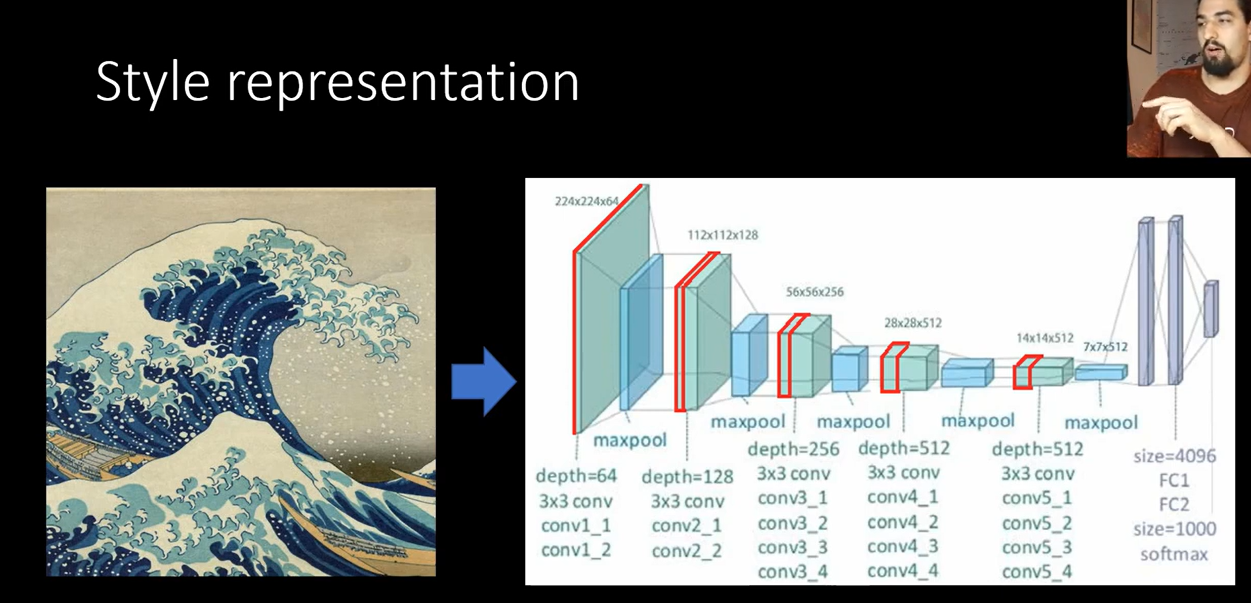 Style representation
224x224x64
112x112x128
56x56x256
28x28x512
14x14x512
7x7x512
maxpool
maxpool
maxpool
maxpool
maxpool
depth=64
3x3 conv
conv1_1
conv1_2
depth=128
3x3 conv
conv2_1
conv2_2
depth=256
3x3 conv
conv3_1
conv3_2
conv3_3
conv3_4
depth=512
3x3 conv
conv4_1
conv4_2
conv4_3
conv4_4
depth=512
3x3 conv
conv5_1
conv5_2
conv5_3
conv5_4
size=4096
FC1
FC2
size=1000
softmax